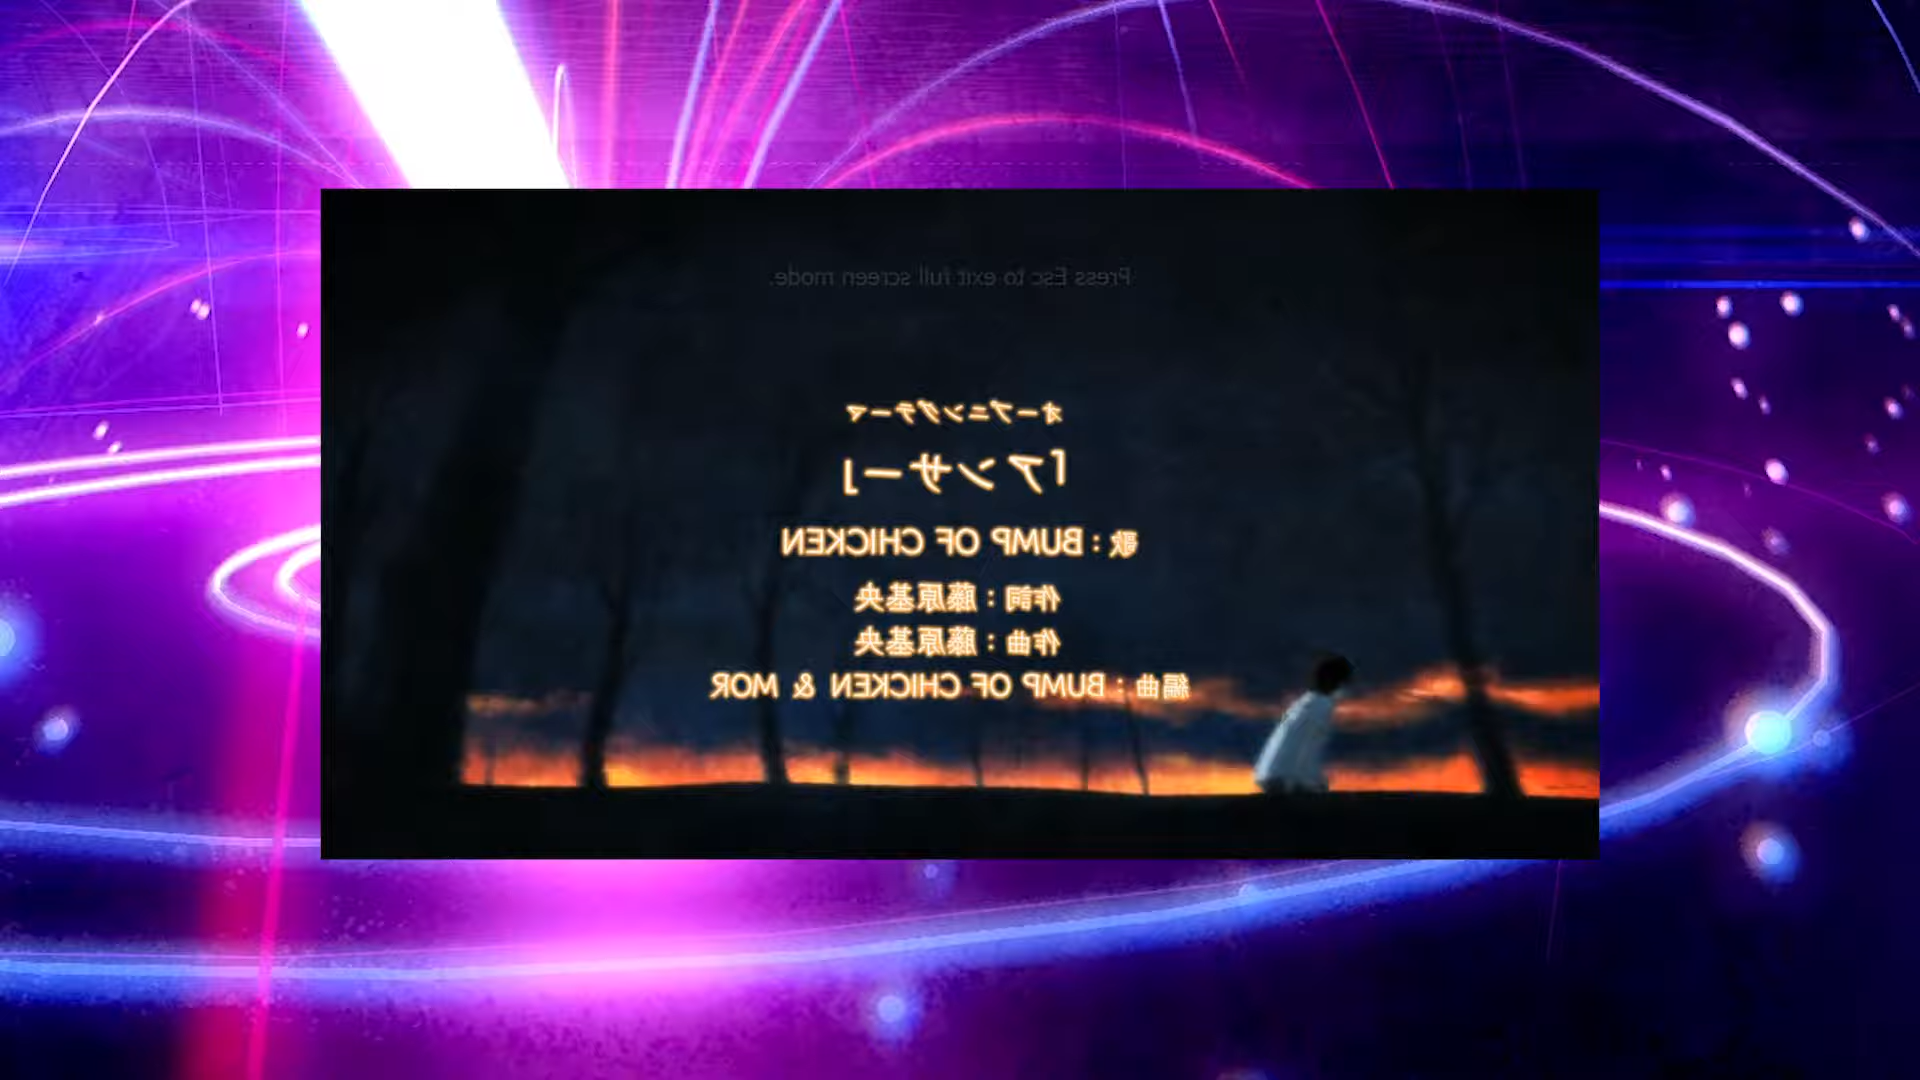 Press Esc to exit full screen mode.
オープニングテーマ
「アンサー」
歌：BUMP OF CHICKEN
作詞：藤原基央
作曲：藤原基央
編曲：BUMP OF CHICKEN & MOR